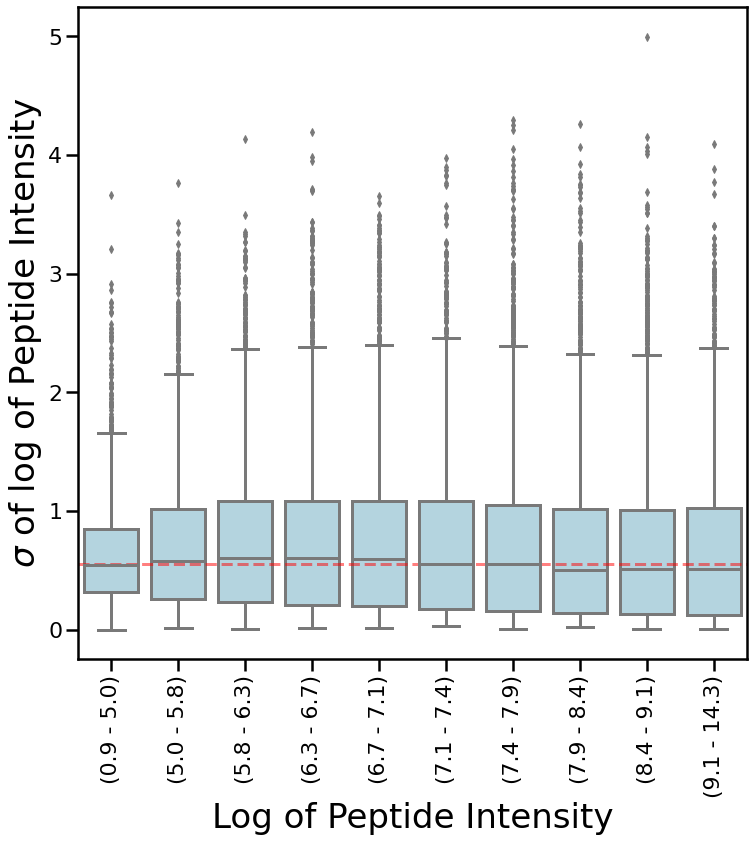 σ of log of Peptide Intensity
5
4
3
2
1
0
(0.9 - 5.0)
(5.0 - 5.8)
(5.8 - 6.3)
(6.3 - 6.7)
(6.7 - 7.1)
(7.1 - 7.4)
(7.4 - 7.9)
(7.9 - 8.4)
(8.4 - 9.1)
(9.1 - 14.3)
Log of Peptide Intensity